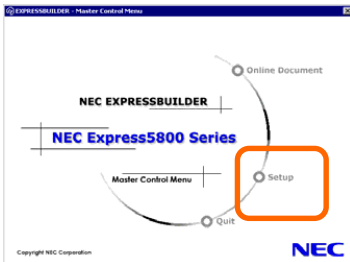 EXPRESSBUILDER - Master Control Menu
Online Document
NEC EXPRESSBUILDER
NEC Express5800 Series
Master Control Menu
Setup
Quit
Copyright NEC Corporation
NEC